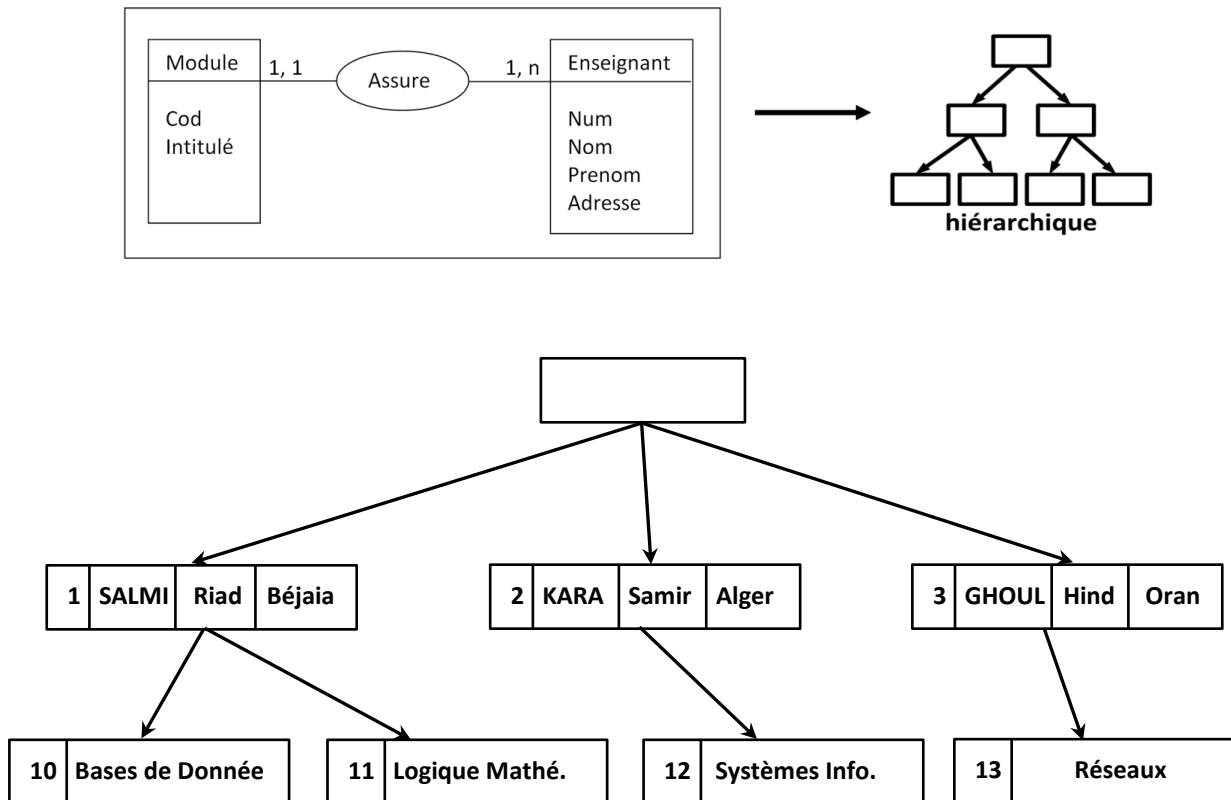 Module
1, 1
Assure
1, n
Enseignant
Cod
Intitulé
Num
Nom
Prenom
Adresse
hiérarchique
1 SALMI Riad Béjaia
2 KARA Samir Alger
3 GHOUL Hind Oran
10 Bases de Donnée
11 Logique Mathé.
12 Systèmes Info.
13 Réseaux